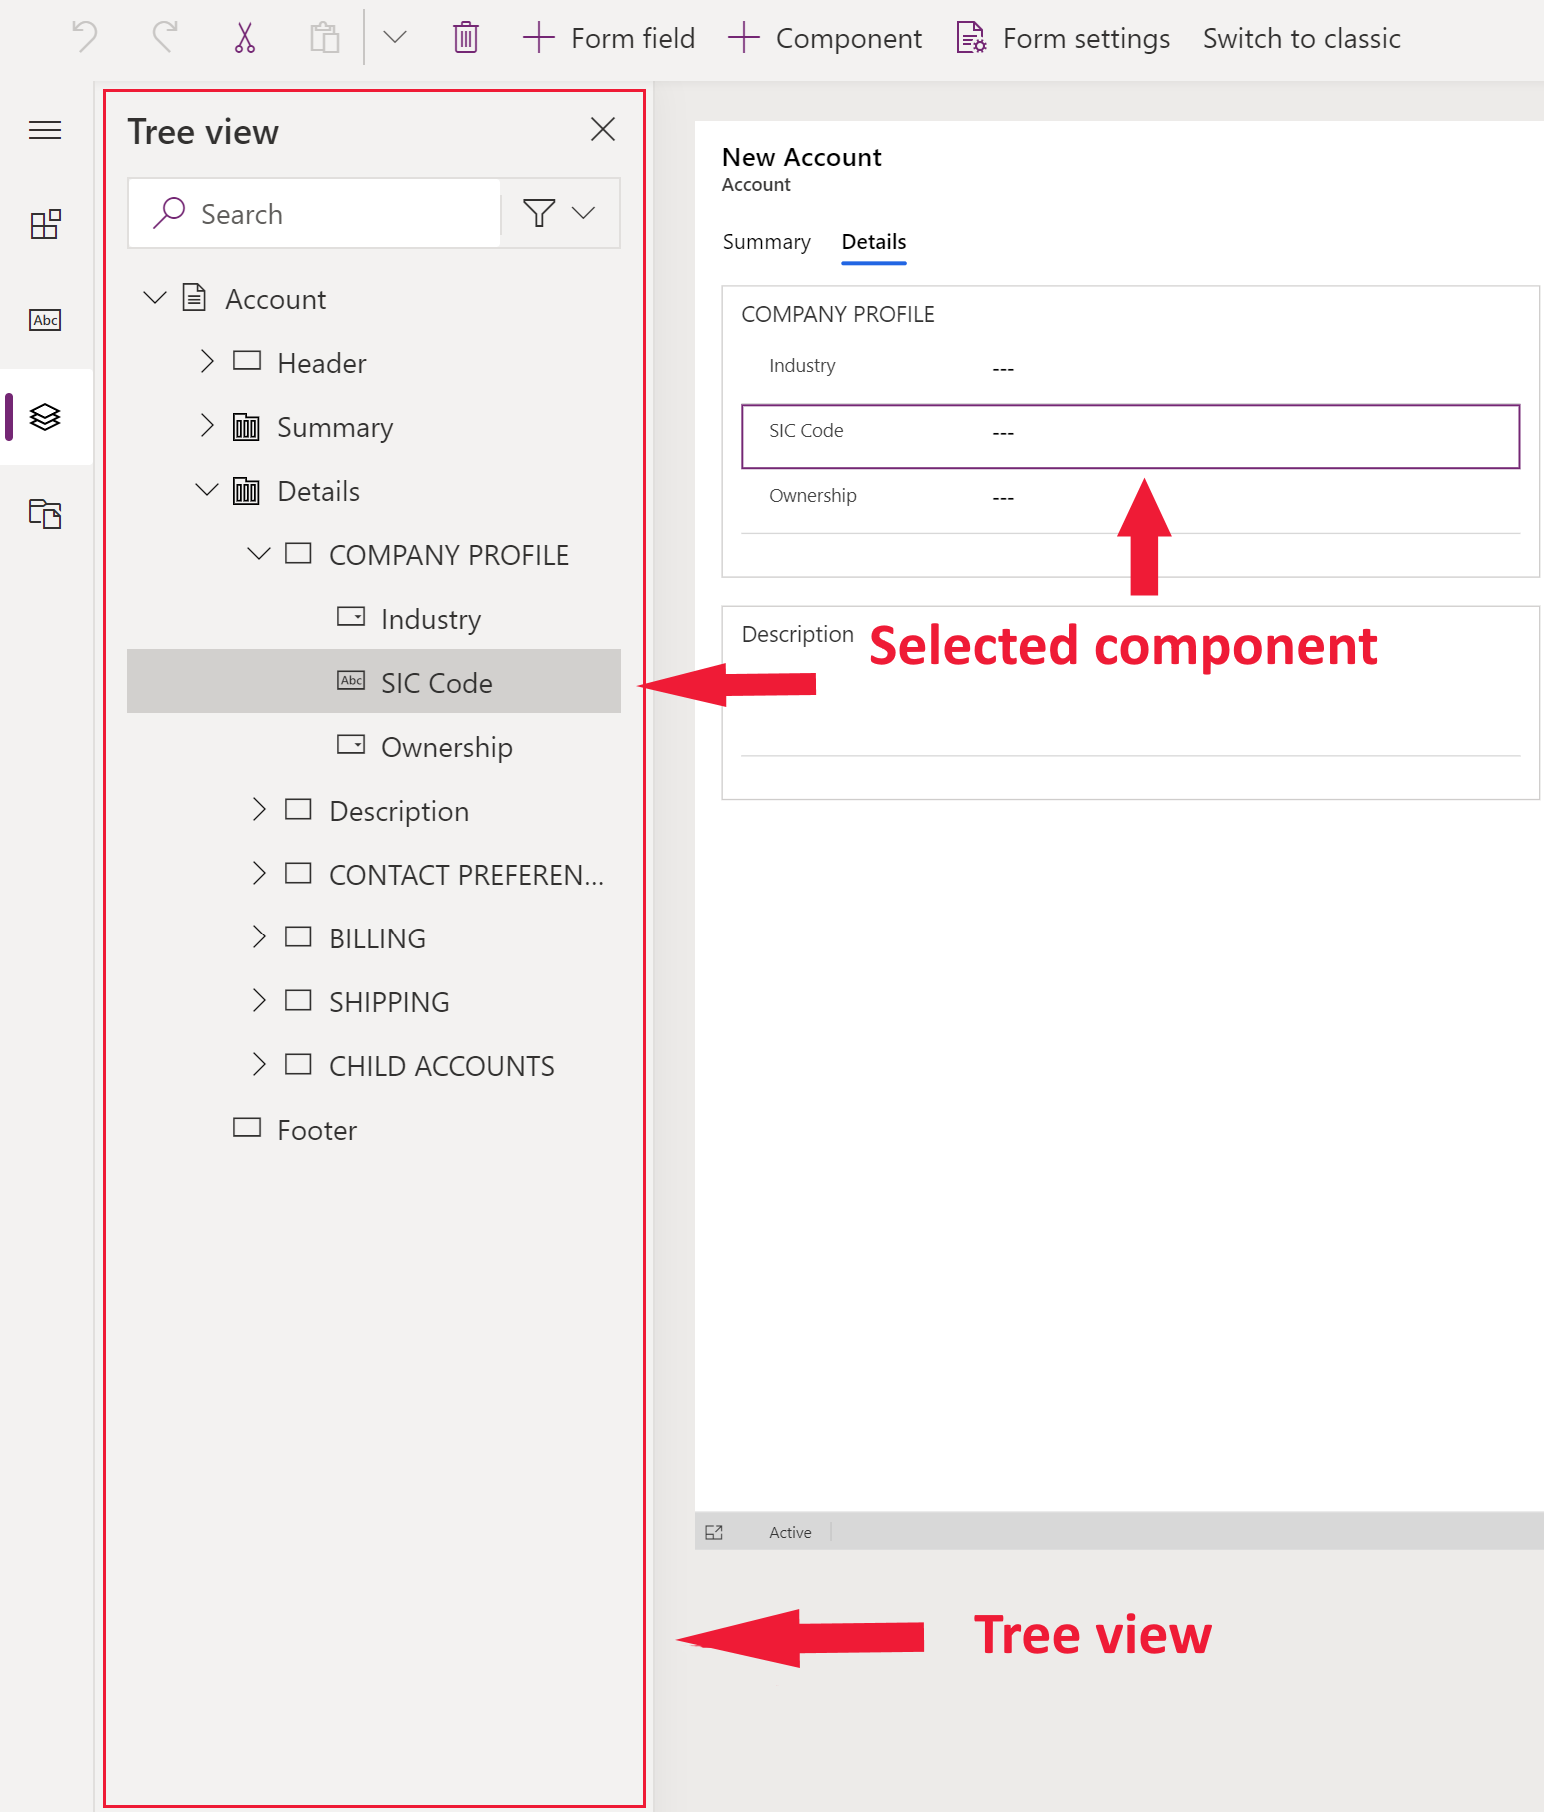 Form field
Component
Form settings
Switch to classic
Tree view
Search
Account
Header
Summary
Details
COMPANY PROFILE
Industry
Abc SIC Code
Ownership
Description
CONTACT PREFEREN...
BILLING
SHIPPING
CHILD ACCOUNTS
Footer
Abc
New Account
Account
Summary Details
COMPANY PROFILE
Industry ---
SIC Code ---
Ownership ---
Selected component
Description
Active
Tree view